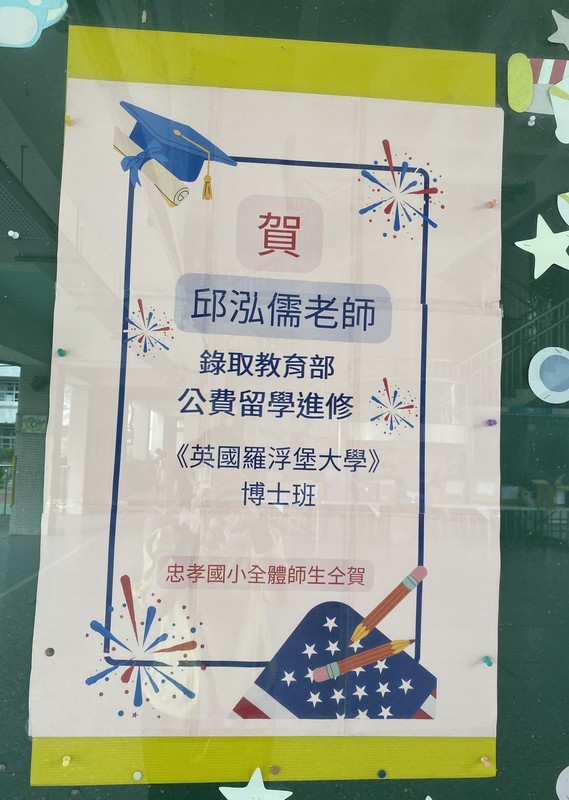 賀
邱泓儒老師
錄取教育部
公費留學進修
《英國羅浮堡大學》
博士班
忠孝國小全體師生仝賀